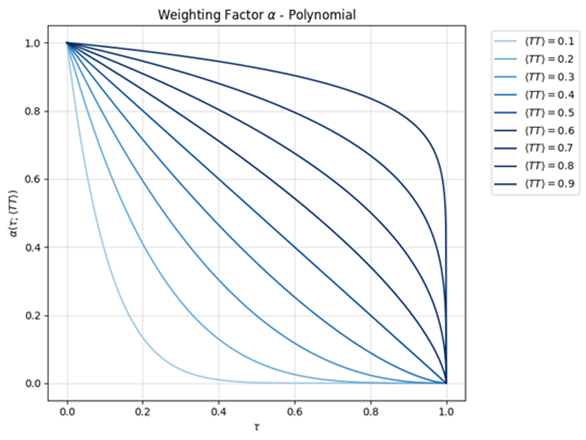 Weighting Factor α - Polynomial
α(τ; ⟨TT⟩)
1.0
0.8
0.6
0.4
0.2
0.0
0.0 0.2 0.4 0.6 0.8 1.0
τ
⟨TT⟩ = 0.1
⟨TT⟩ = 0.2
⟨TT⟩ = 0.3
⟨TT⟩ = 0.4
⟨TT⟩ = 0.5
⟨TT⟩ = 0.6
⟨TT⟩ = 0.7
⟨TT⟩ = 0.8
⟨TT⟩ = 0.9